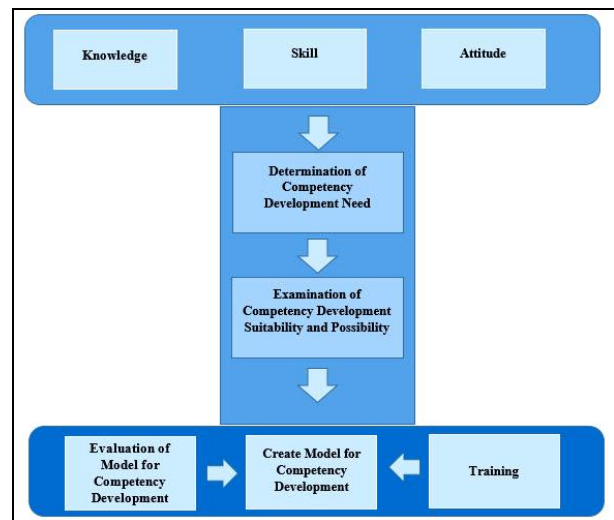 Knowledge
Skill
Attitude
Determination of
Competency
Development Need
Examination of
Competency Development
Suitability and Possibility
Evaluation of
Model for
Competency
Development
Create Model for
Competency
Development
Training